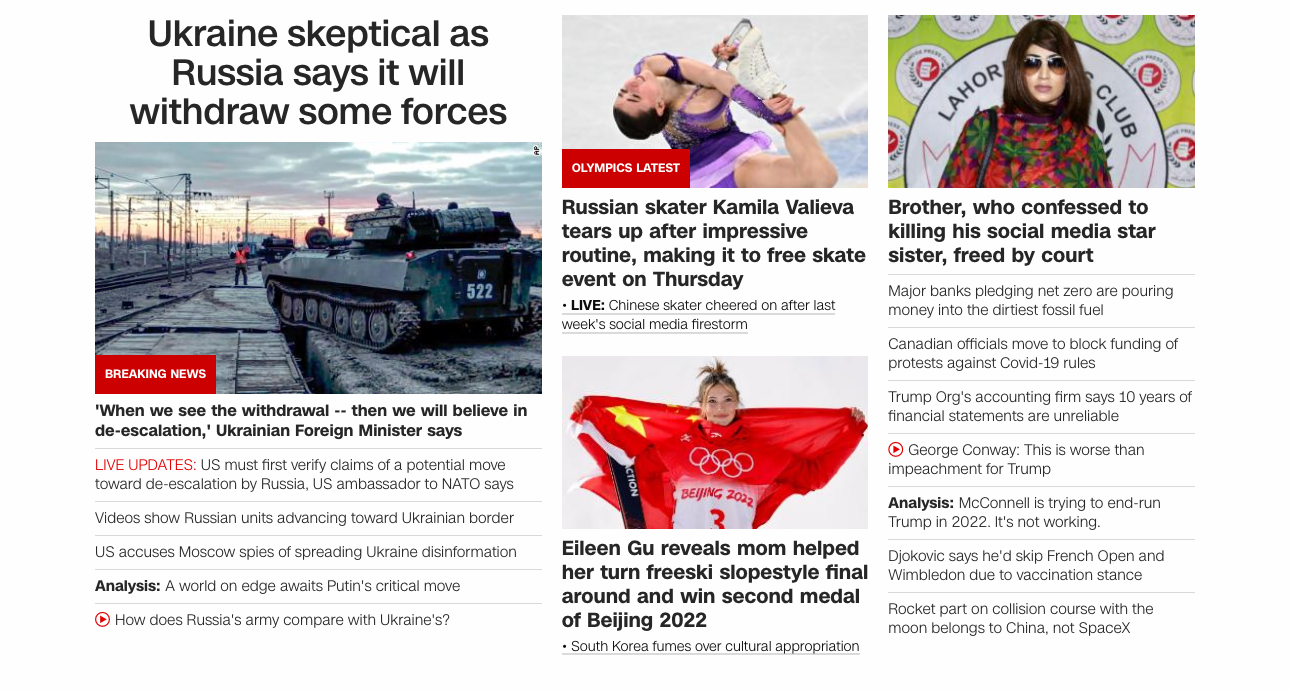 Ukraine skeptical as
Russia says it will
withdraw some forces
AP
522
BREAKING NEWS
'When we see the withdrawal -- then we will believe in
de-escalation,' Ukrainian Foreign Minister says
LIVE UPDATES: US must first verify claims of a potential move
toward de-escalation by Russia, US ambassador to NATO says
Videos show Russian units advancing toward Ukrainian border
US accuses Moscow spies of spreading Ukraine disinformation
Analysis: A world on edge awaits Putin's critical move
How does Russia's army compare with Ukraine's?
OLYMPICS LATEST
Russian skater Kamila Valieva
tears up after impressive
routine, making it to free skate
event on Thursday
• LIVE: Chinese skater cheered on after last
week's social media firestorm
ACTION
BEIJING 2022
3
Eileen Gu reveals mom helped
her turn freeski slopestyle final
around and win second medal
of Beijing 2022
• South Korea fumes over cultural appropriation
LAHORE PRESS CLUB
LAHOR
CLUB
Brother, who confessed to
killing his social media star
sister, freed by court
Major banks pledging net zero are pouring
money into the dirtiest fossil fuel
Canadian officials move to block funding of
protests against Covid-19 rules
Trump Org's accounting firm says 10 years of
financial statements are unreliable
George Conway: This is worse than
impeachment for Trump
Analysis: McConnell is trying to end-run
Trump in 2022. It's not working.
Djokovic says he'd skip French Open and
Wimbledon due to vaccination stance
Rocket part on collision course with the
moon belongs to China, not SpaceX